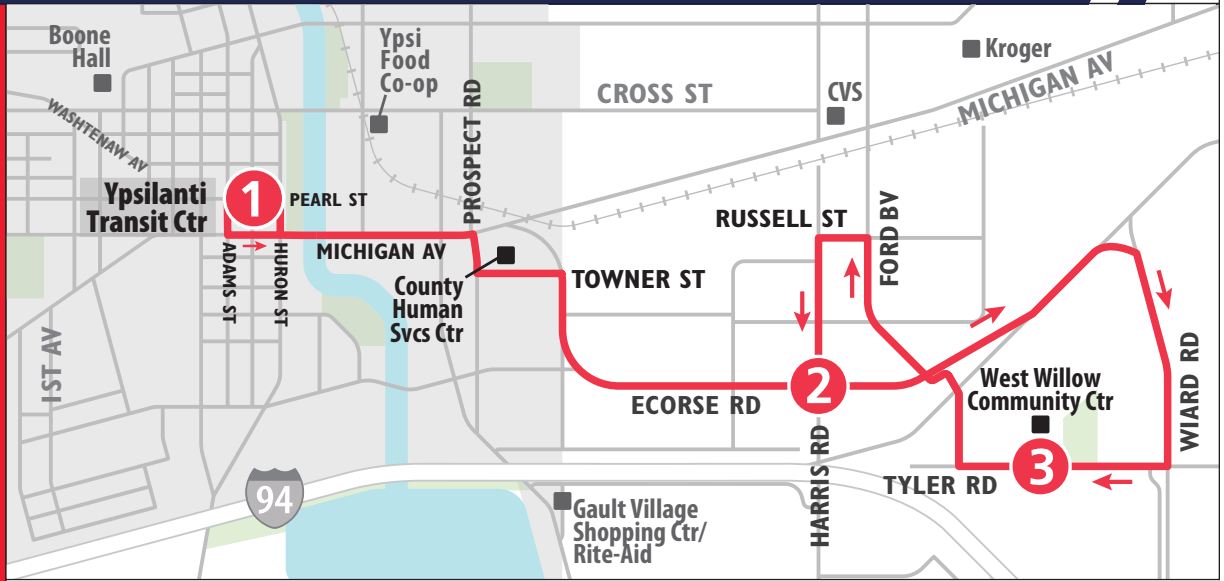 Boone
Hall
Ypsi
Food
Co-op
PROSPECT RD
CROSS ST
CVS
Kroger
MICHIGAN AV
WASHTENAW AV
Ypsilanti
Transit Ctr
1
PEARL ST
MICHIGAN AV
ADAMS ST
HURON ST
County
Human
Svcs Ctr
TOWNER ST
RUSSELL ST
FORD BV
1ST AV
ECORSE RD
2
HARRIS RD
West Willow
Community Ctr
WIARD RD
TYLER RD
3
94
Gault Village
Shopping Ctr/
Rite-Aid